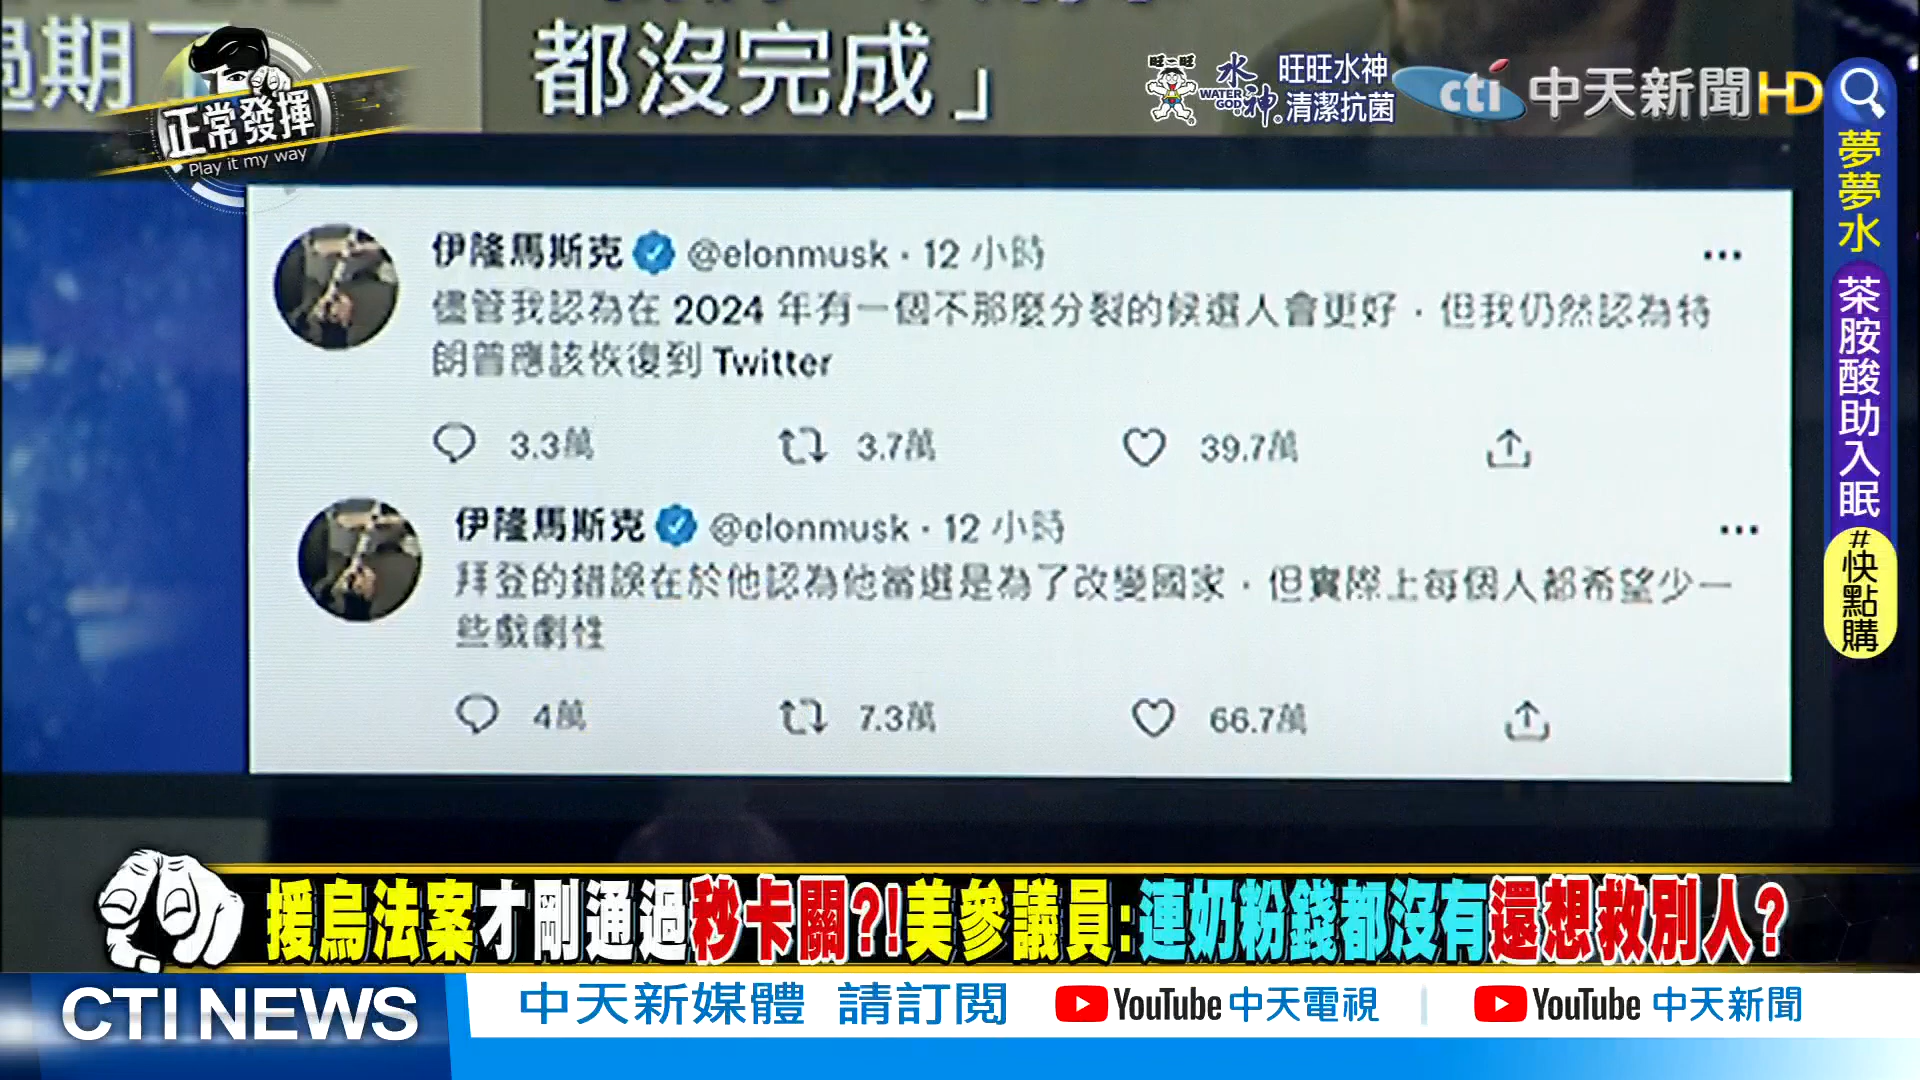 過期了
都沒完成」
正常發揮
Play it my way
旺旺
水神
WATER GOD
旺旺水神
清潔抗菌
cti 中天新聞HD
夢夢水
茶胺酸助入眠
#快點購
伊隆馬斯克 @elonmusk · 12 小時
儘管我認為在 2024 年有一個不那麼分裂的候選人會更好,但我仍然認為特
朗普應該恢復到 Twitter
3.3萬 3.7萬 39.7萬
伊隆馬斯克 @elonmusk · 12 小時
拜登的錯誤在於他認為他當選是為了改變國家,但實際上每個人都希望少一
些戲劇性
4萬 7.3萬 66.7萬
援烏法案才剛通過秒卡關?!美參議員:連奶粉錢都沒有還想救別人?
CTI NEWS
中天新媒體 請訂閱 YouTube 中天電視 | YouTube 中天新聞